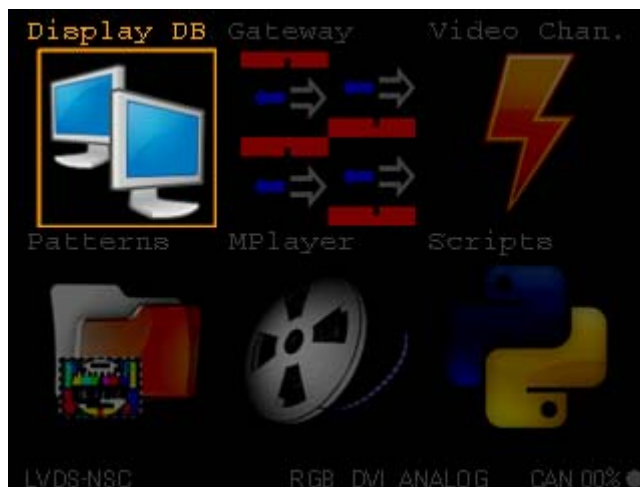 Display DB Gateway Video Chan.
Patterns MPlayer Scripts
LVDS-NSC RGB DVI ANALOG CAN 00%